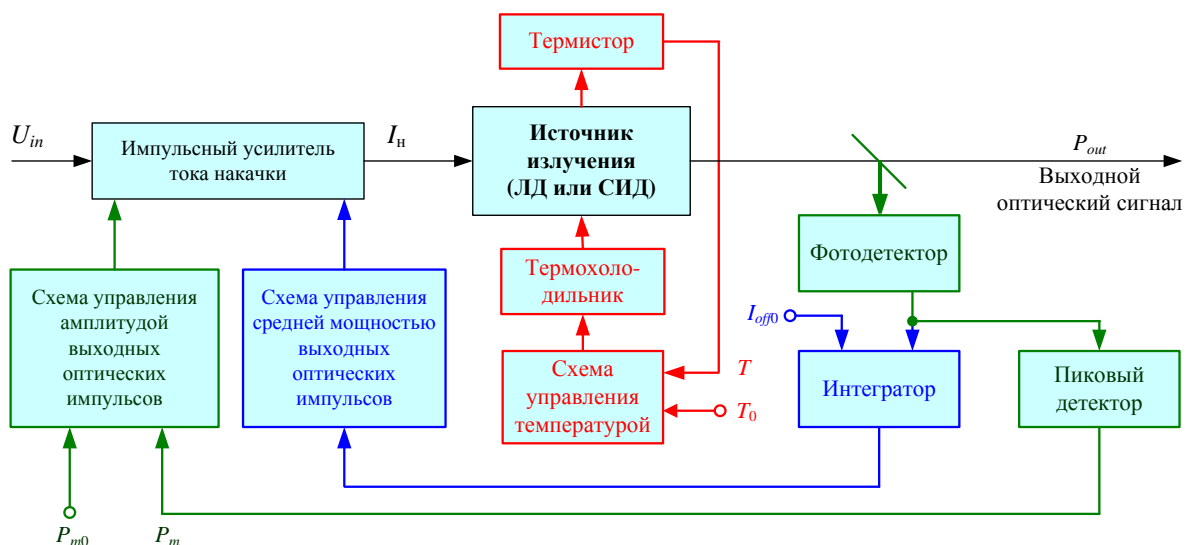 Термистор
U_in
Импульсный усилитель
тока накачки
I_н
Источник
излучения
(ЛД или СИД)
P_out
Выходной
оптический сигнал
Фотодетектор
Термохоло-
дильник
Схема управления
амплитудой
выходных
оптических
импульсов
Схема управления
средней мощностью
выходных
оптических
импульсов
I_off0
Схема
управления
температурой
T
T_0
Интегратор
Пиковый
детектор
P_m0
P_m